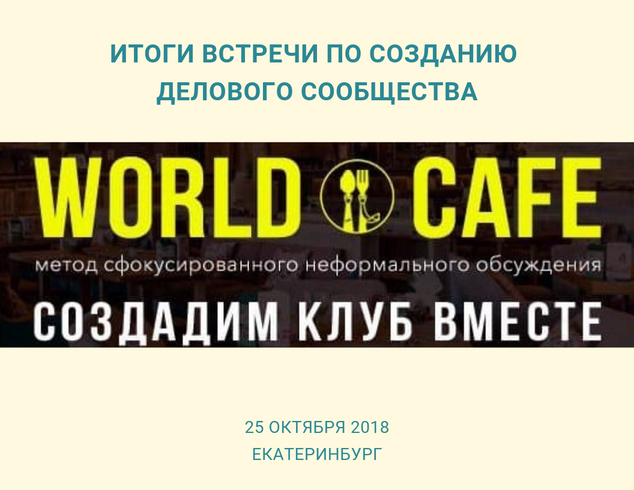 ИТОГИ ВСТРЕЧИ ПО СОЗДАНИЮ
ДЕЛОВОГО СООБЩЕСТВА
WORLD CAFE
метод сфокусированного неформального обсуждения
СОЗДАДИМ КЛУБ ВМЕСТЕ
25 ОКТЯБРЯ 2018
ЕКАТЕРИНБУРГ